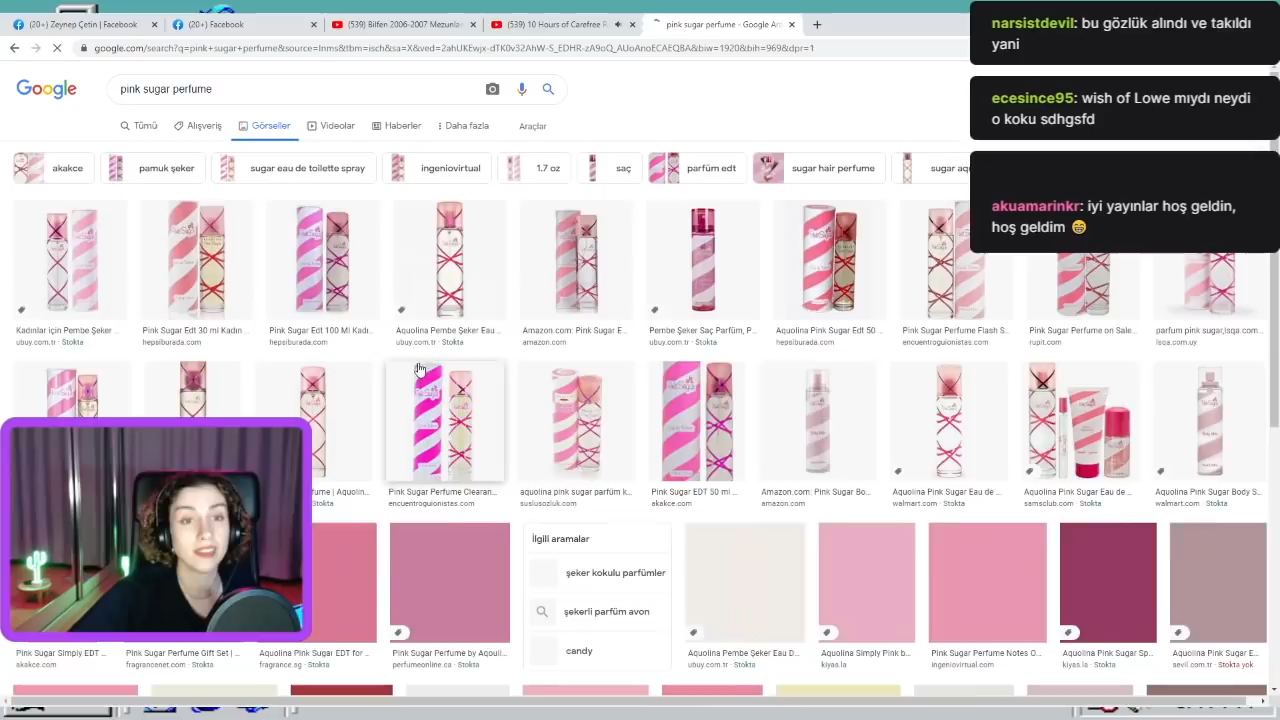 (20+) Zeynep Çetin | Facebook
(20+) Facebook
(539) Bilfen 2006-2007 Mezunlar
(539) 10 Hours of Carefree R
pink sugar perfume - Google Ara
google.com/search?q=pink+sugar+perfume&source=lnms&tbm=isch&sa=X&ved=2ahUKEwjx-dTK0v32AhW-S_EDHR-zA9oQ_AUoAnoECAEQBA&biw=1920&bih=969&dpr=1
narsistdevil: bu gözlük alındı ve takıldı
yani
ecesince95: wish of Lowe mıydı neydi
o koku sdhgsfd
akuamarinkr: iyi yayınlar hoş geldin,
hoş geldim 😁
Google
pink sugar perfume
Tümü
Alışveriş
Görseller
Videolar
Haberler
Daha fazla
Araçlar
akakce
pamuk şeker
sugar eau de toilette spray
ingeniovirtual
1.7 oz
saç
parfüm edt
sugar hair perfume
sugar aqu
Kadınlar için Pembe Şeker ...
ubuy.com.tr · Stokta
Pink Sugar Edt 30 ml Kadın ...
hepsiburada.com
Pink Sugar Edt 100 Ml Kadı...
hepsiburada.com
Aquolina Pembe Şeker Eau ...
ubuy.com.tr · Stokta
Amazon.com: Pink Sugar E...
amazon.com
Pembe Şeker Saç Parfüm, P...
ubuy.com.tr · Stokta
Aquolina Pink Sugar Edt 50 ...
hepsiburada.com
Pink Sugar Perfume Flash S...
encuentroguionistas.com
Pink Sugar Perfume on Sale...
rupit.com
parfum pink sugar,lsqa.com...
lsqa.com.uy
fume | Aquolin...
Pink Sugar Perfume Clearan...
encuentroguionistas.com
aquolina pink sugar parfüm k...
suslusozluk.com
Pink Sugar EDT 50 ml ...
akakce.com
Amazon.com: Pink Sugar Bo...
amazon.com
Aquolina Pink Sugar Eau de ...
walmart.com · Stokta
Aquolina Pink Sugar Eau de ...
samsclub.com · Stokta
Aquolina Pink Sugar Body S...
walmart.com · Stokta
İlgili aramalar
şeker kokulu parfümler
şekerli parfüm avon
candy
Pink Sugar Simply EDT ...
akakce.com
Pink Sugar Perfume Gift Set | ...
fragrancenet.com · Stokta
Aquolina Pink Sugar EDT for ...
fragrance.sg · Stokta
Pink Sugar Perfume by Aquoli...
perfumeonline.ca · Stokta
Aquolina Pembe Şeker Eau D...
ubuy.com.tr · Stokta
Aquolina Simply Pink b...
kiyas.la
Pink Sugar Perfume Notes O...
ingeniovirtual.com
Aquolina Pink Sugar Sp...
kiyas.la · Stokta
Aquolina Pink Sugar E...
sevil.com.tr · Stokta yok